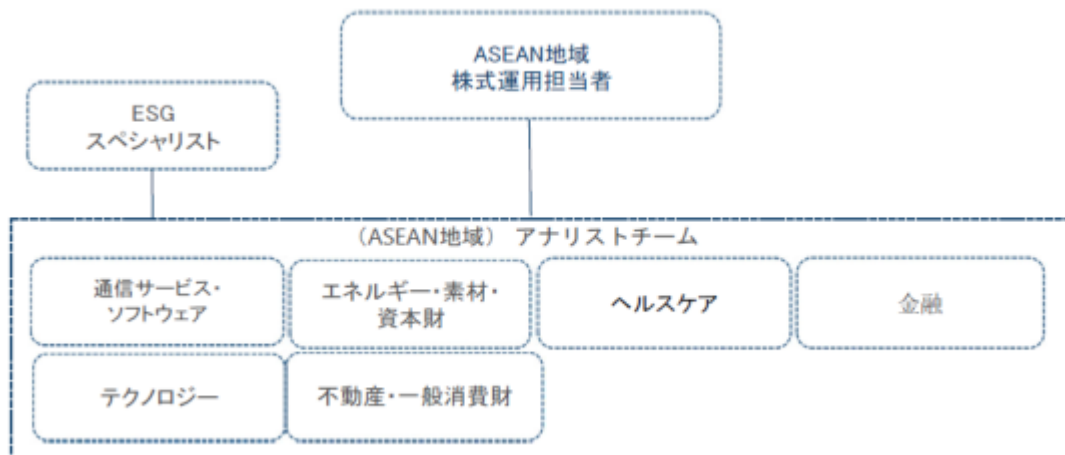 ASEAN地域
株式運用担当者
ESG
スペシャリスト
（ASEAN地域） アナリストチーム
通信サービス・
ソフトウェア
エネルギー・素材・
資本財
ヘルスケア
金融
テクノロジー
不動産・一般消費財